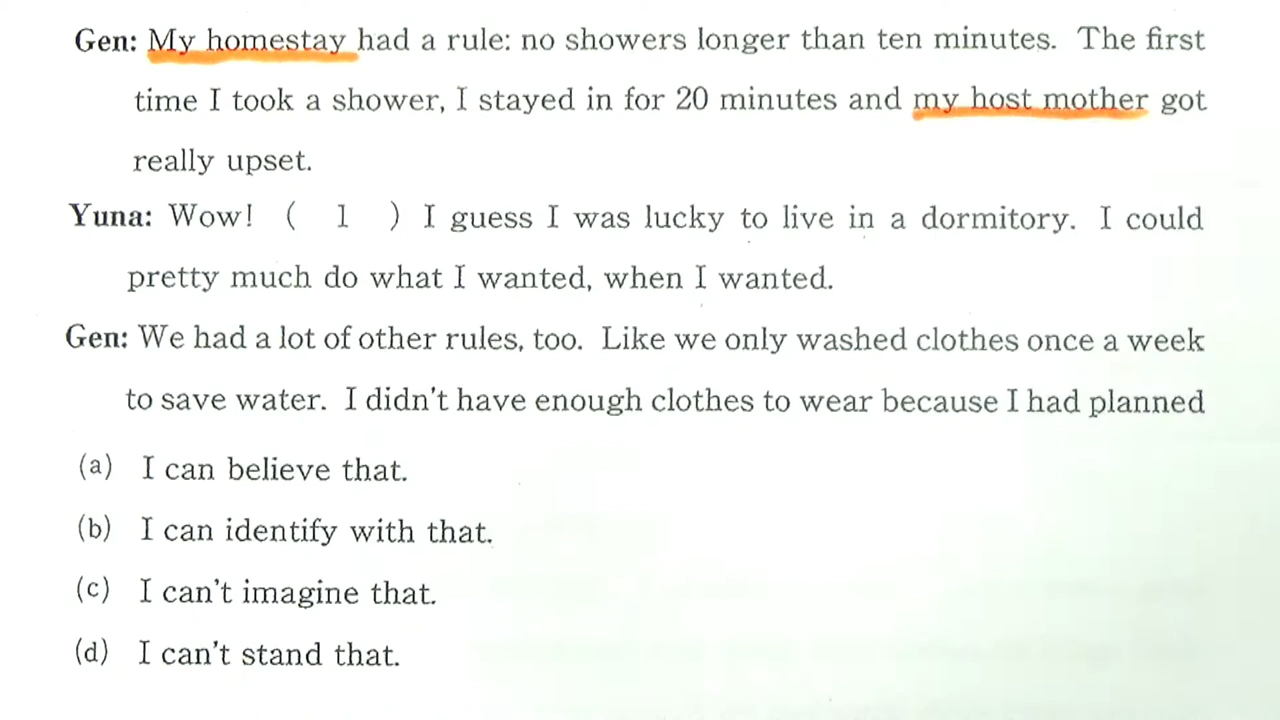 Gen: My homestay had a rule: no showers longer than ten minutes. The first
time I took a shower, I stayed in for 20 minutes and my host mother got
really upset.
Yuna: Wow! ( 1 ) I guess I was lucky to live in a dormitory. I could
pretty much do what I wanted, when I wanted.
Gen: We had a lot of other rules, too. Like we only washed clothes once a week
to save water. I didn't have enough clothes to wear because I had planned
(a) I can believe that.
(b) I can identify with that.
(c) I can't imagine that.
(d) I can't stand that.